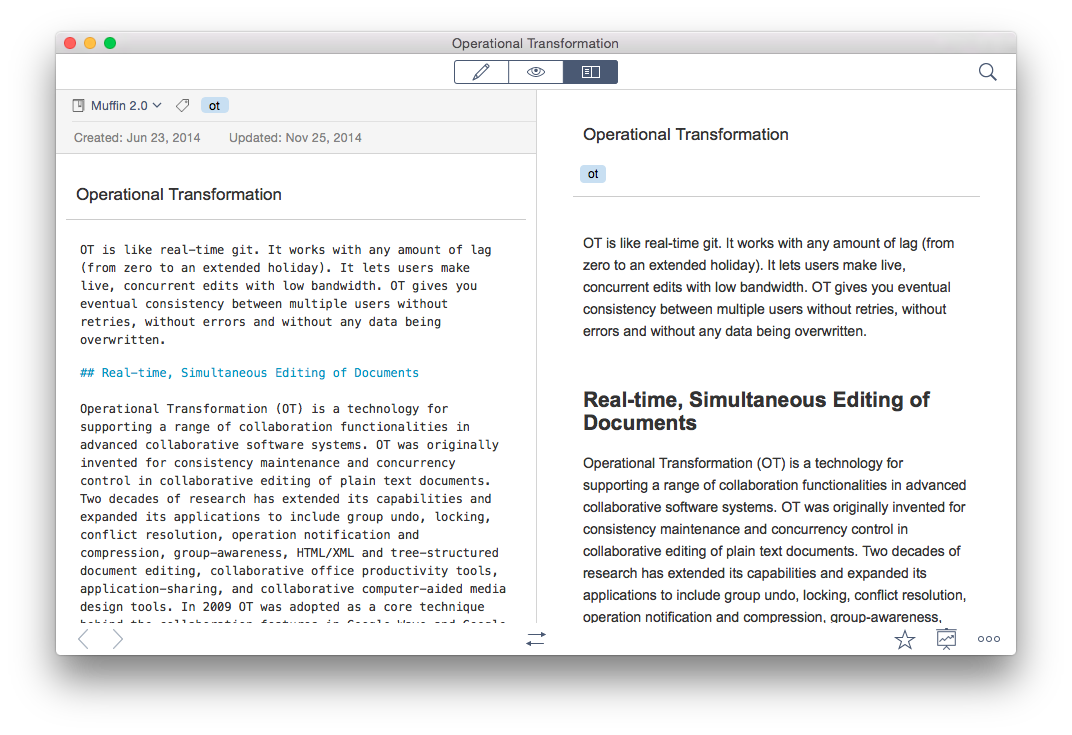 Operational Transformation
Muffin 2.0
ot
Created: Jun 23, 2014 Updated: Nov 25, 2014
Operational Transformation
OT is like real-time git. It works with any amount of lag
(from zero to an extended holiday). It lets users make
live, concurrent edits with low bandwidth. OT gives you
eventual consistency between multiple users without
retries, without errors and without any data being
overwritten.
## Real-time, Simultaneous Editing of Documents
Operational Transformation (OT) is a technology for
supporting a range of collaboration functionalities in
advanced collaborative software systems. OT was originally
invented for consistency maintenance and concurrency
control in collaborative editing of plain text documents.
Two decades of research has extended its capabilities and
expanded its applications to include group undo, locking,
conflict resolution, operation notification and
compression, group-awareness, HTML/XML and tree-structured
document editing, collaborative office productivity tools,
application-sharing, and collaborative computer-aided media
design tools. In 2009 OT was adopted as a core technique
behind the collaboration features in Google Wave and Google
Operational Transformation
ot
OT is like real-time git. It works with any amount of lag (from
zero to an extended holiday). It lets users make live,
concurrent edits with low bandwidth. OT gives you eventual
consistency between multiple users without retries, without
errors and without any data being overwritten.
Real-time, Simultaneous Editing of
Documents
Operational Transformation (OT) is a technology for
supporting a range of collaboration functionalities in advanced
collaborative software systems. OT was originally invented for
consistency maintenance and concurrency control in
collaborative editing of plain text documents. Two decades of
research has extended its capabilities and expanded its
applications to include group undo, locking, conflict resolution,
operation notification and compression, group-awareness,